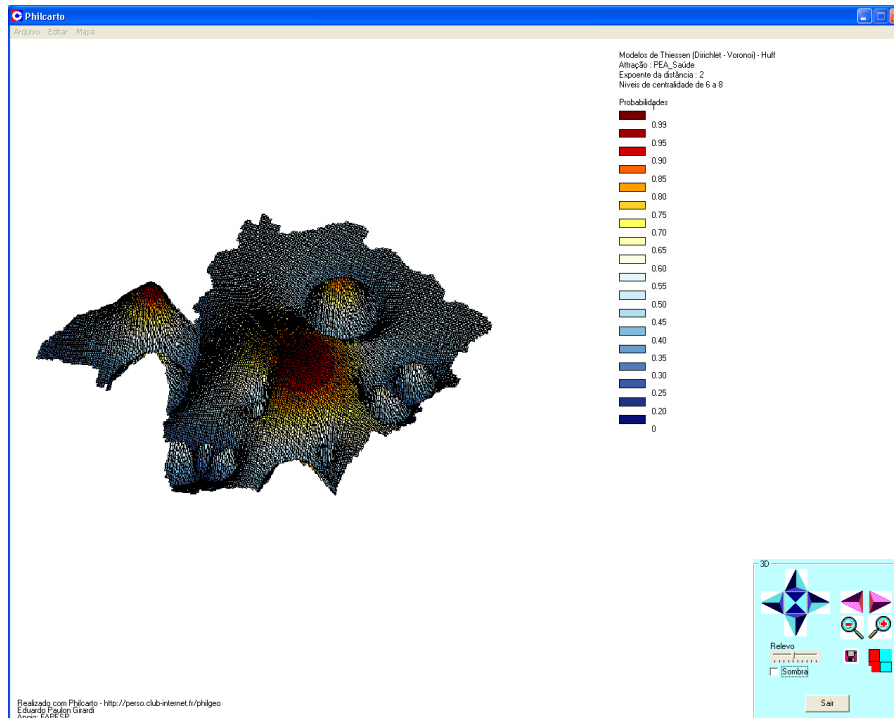 Philcarto
Arquivo Editar Mapa
Modelos de Thiessen (Dirichlet - Voronoi) - Huff
Attração : PEA_Saúde
Expoente da distância : 2
Níveis de centralidade de 6 a 8
Probabilidades
1
0.99
0.95
0.90
0.85
0.80
0.75
0.70
0.65
0.60
0.55
0.50
0.45
0.40
0.35
0.30
0.25
0.20
0
3D
Relevo
Sombra
Sair
Realizado com Philcarto - http://perso.club-internet.fr/philgeo
Eduardo Paulon Girardi
Apoio: FAPESP